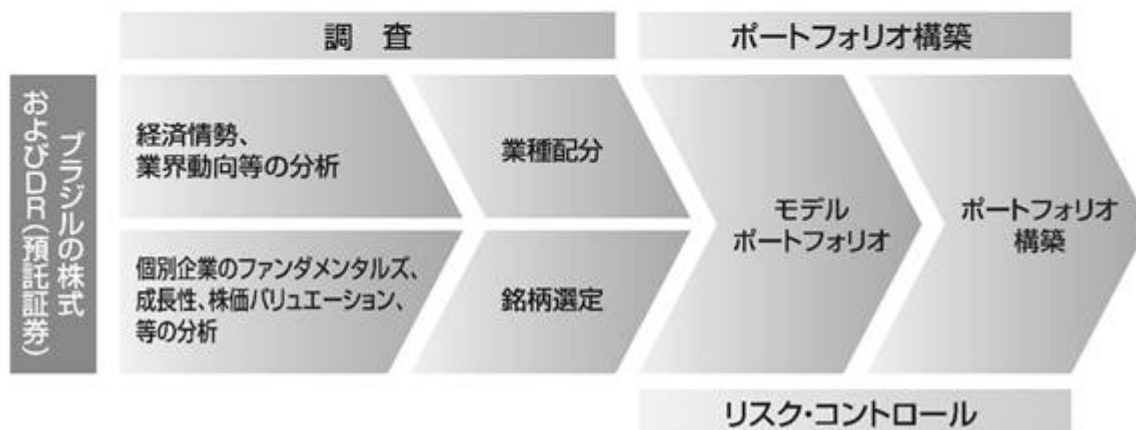 調　査
ポートフォリオ構築
ブラジルの株式
およびDR(預託証券)
経済情勢、
業界動向等の分析
業種配分
個別企業のファンダメンタルズ、
成長性、株価バリュエーション、
等の分析
銘柄選定
モデル
ポートフォリオ
ポートフォリオ
構築
リスク・コントロール